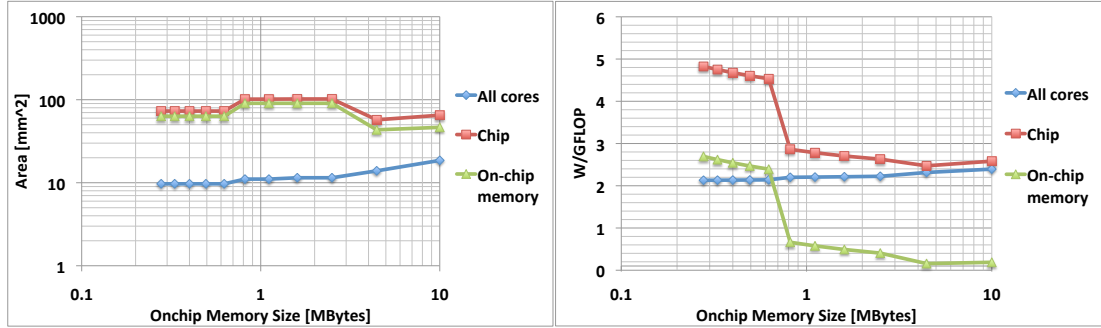 1000
100
10
1
0.1
1
10
Area [mm^2]
Onchip Memory Size [MBytes]
All cores
Chip
On-chip
memory
6
5
4
3
2
1
0
0.1
1
10
W/GFLOP
Onchip Memory Size [MBytes]
All cores
Chip
On-chip
memory